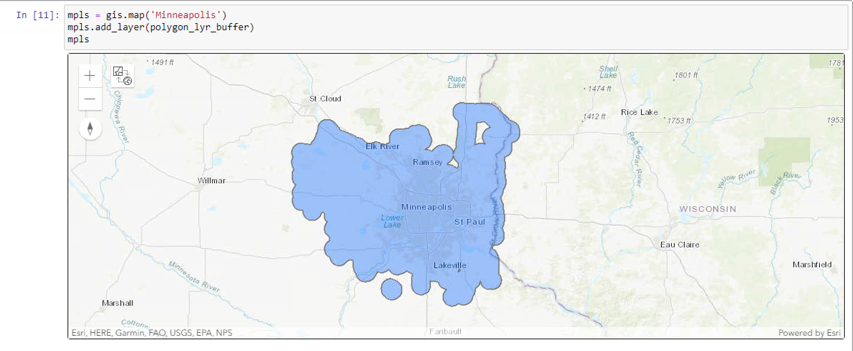 In [11]:
mpls = gis.map('Minneapolis')
mpls.add_layer(polygon_lyr_buffer)
mpls
1491 ft
Rush
Lake
Shell
Lake
1801 ft
1781
1474 ft
St Cloud
1412 ft
Rice Lake
1753 ft
1953
Chippewa River
Elk River
Ramsey
Red Cedar River
Willmar
Yellow River
Black River
Minneapolis
WISCONSIN
Lower
Lake
St Paul
Eau Claire
Lakeville
Marshfield
Minnesota River
Marshall
Faribault
Esri, HERE, Garmin, FAO, USGS, EPA, NPS
Powered by Esri